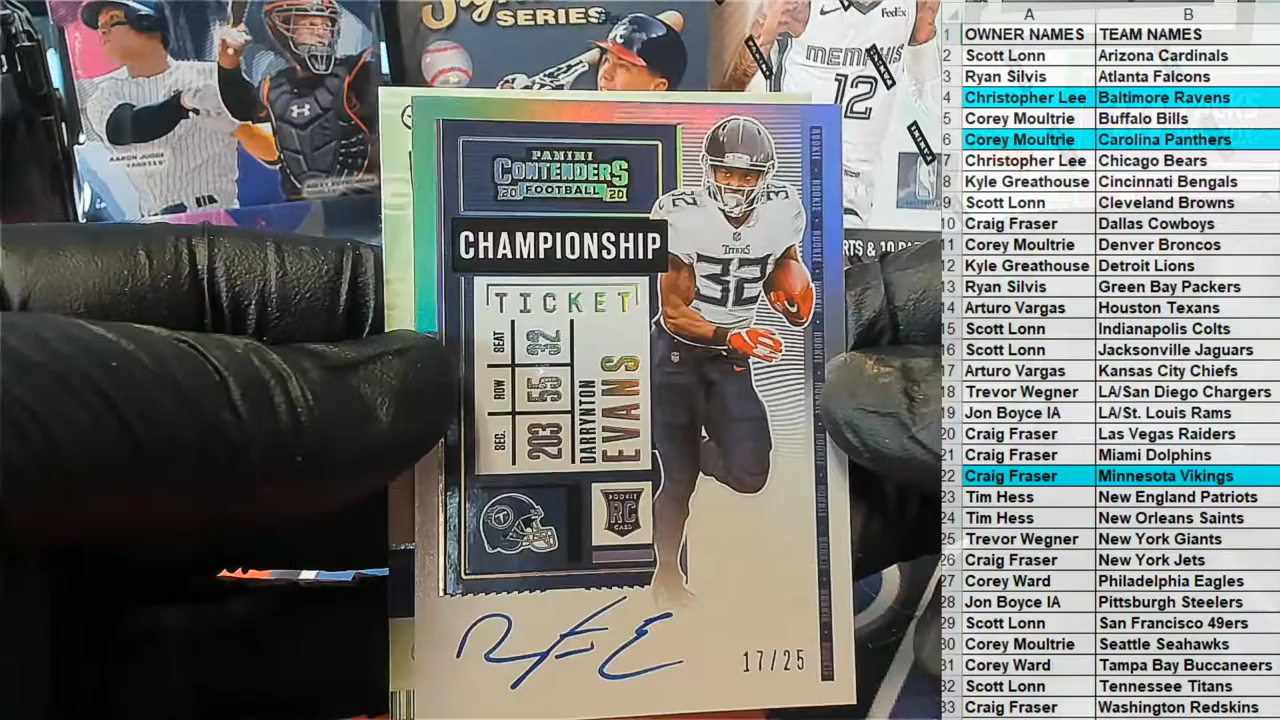 SERIES
FedEx
MEMPHIS
12
AARON JUDGE
YANKEES
PANINI
CONTENDERS
20 FOOTBALL 20
CHAMPIONSHIP
TICKET
SEAT 32
ROW 55
SEC. 203
DARRYNTON
EVANS
32
TITANS
32
ROOKIE
RC
CARD
ROOKIE ROOKIE ROOKIE
17/25
A B
1 OWNER NAMES TEAM NAMES
2 Scott Lonn Arizona Cardinals
3 Ryan Silvis Atlanta Falcons
4 Christopher Lee Baltimore Ravens
5 Corey Moultrie Buffalo Bills
6 Corey Moultrie Carolina Panthers
7 Christopher Lee Chicago Bears
8 Kyle Greathouse Cincinnati Bengals
9 Scott Lonn Cleveland Browns
10 Craig Fraser Dallas Cowboys
11 Corey Moultrie Denver Broncos
12 Kyle Greathouse Detroit Lions
13 Ryan Silvis Green Bay Packers
14 Arturo Vargas Houston Texans
15 Scott Lonn Indianapolis Colts
16 Scott Lonn Jacksonville Jaguars
17 Arturo Vargas Kansas City Chiefs
18 Trevor Wegner LA/San Diego Chargers
19 Jon Boyce IA LA/St. Louis Rams
20 Craig Fraser Las Vegas Raiders
21 Craig Fraser Miami Dolphins
22 Craig Fraser Minnesota Vikings
23 Tim Hess New England Patriots
24 Tim Hess New Orleans Saints
25 Trevor Wegner New York Giants
26 Craig Fraser New York Jets
27 Corey Ward Philadelphia Eagles
28 Jon Boyce IA Pittsburgh Steelers
29 Scott Lonn San Francisco 49ers
30 Corey Moultrie Seattle Seahawks
31 Corey Ward Tampa Bay Buccaneers
32 Scott Lonn Tennessee Titans
33 Craig Fraser Washington Redskins